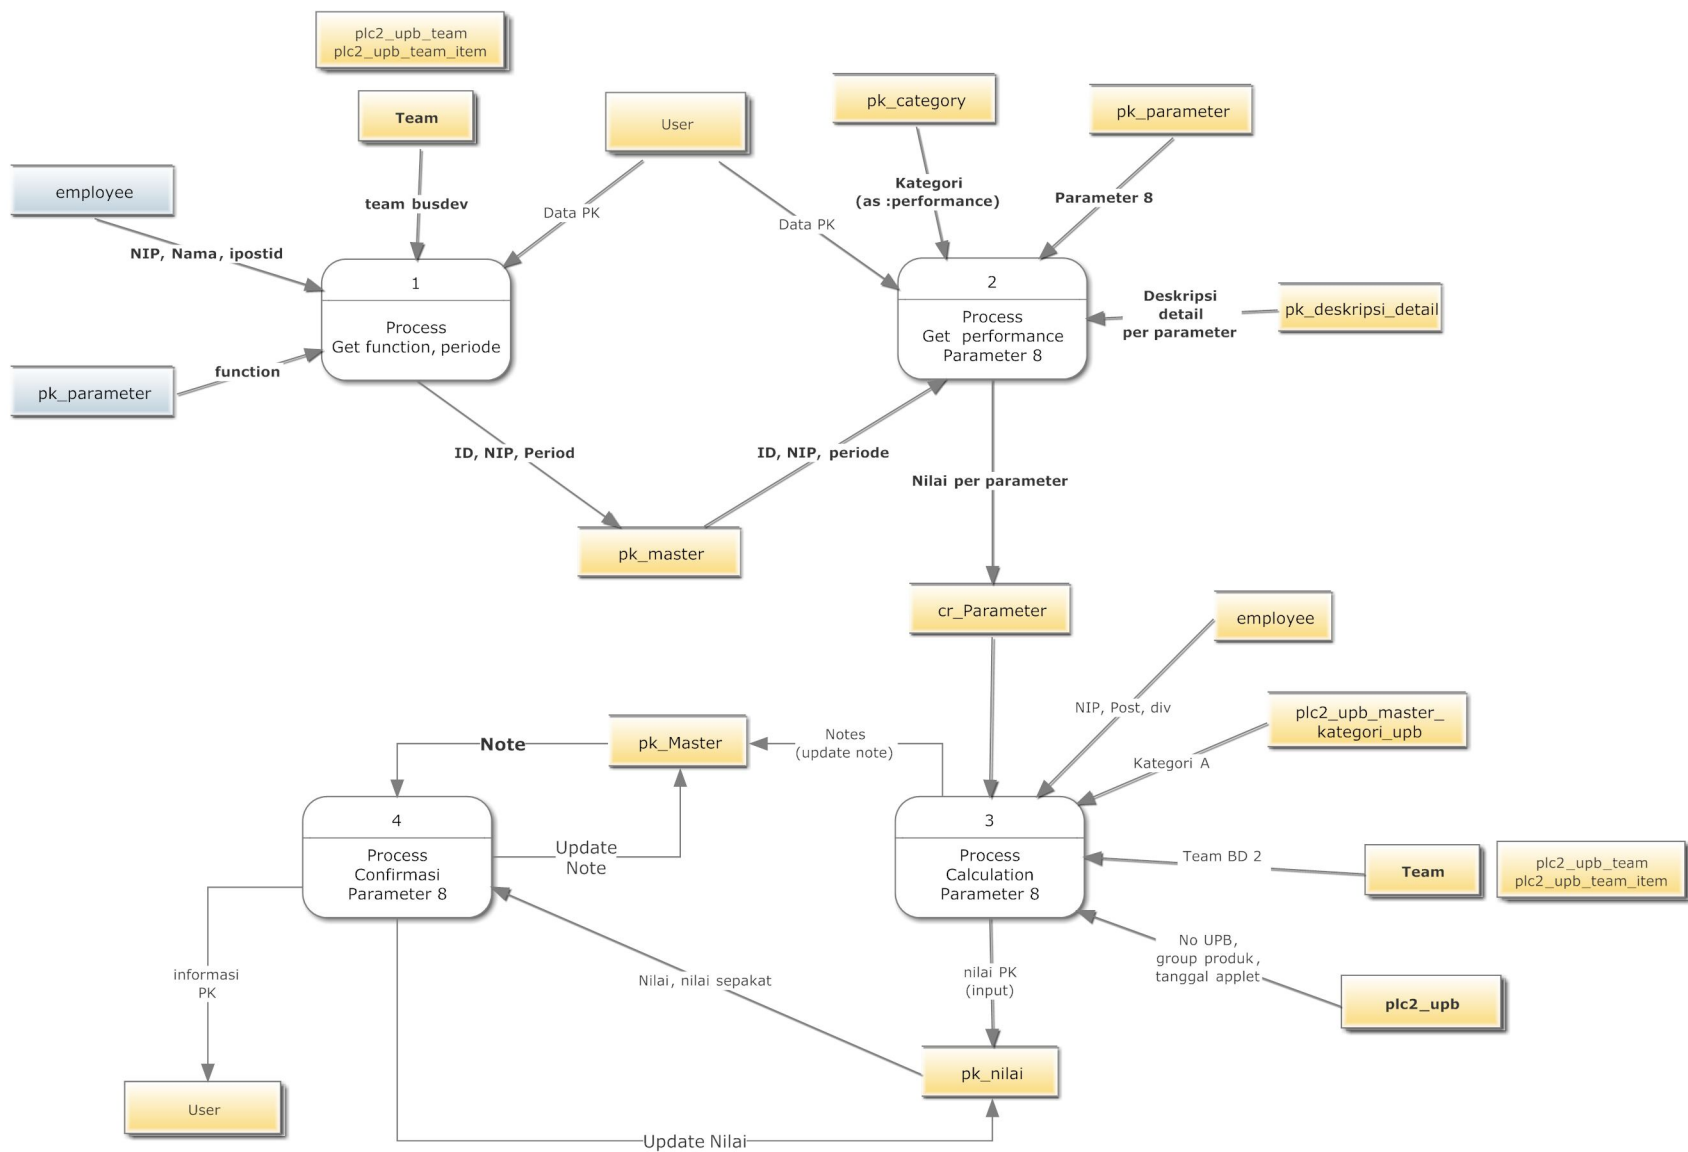 plc2_upb_team
plc2_upb_team_item
Team
User
pk_category
pk_parameter
employee
team busdev
Data PK
Data PK
Kategori
(as :performance)
Parameter 8
NIP, Nama, ipostid
1
Process
Get function, periode
2
Process
Get performance
Parameter 8
Deskripsi
detail
per parameter
pk_deskripsi_detail
function
pk_parameter
ID, NIP, Period
ID, NIP, periode
Nilai per parameter
pk_master
cr_Parameter
employee
NIP, Post, div
plc2_upb_master_
kategori_upb
Kategori A
Note
pk_Master
Notes
(update note)
4
Process
Confirmasi
Parameter 8
Update
Note
3
Process
Calculation
Parameter 8
Team BD 2
Team
plc2_upb_team
plc2_upb_team_item
No UPB,
group produk,
tanggal applet
plc2_upb
informasi
PK
Nilai, nilai sepakat
nilai PK
(input)
pk_nilai
User
Update Nilai